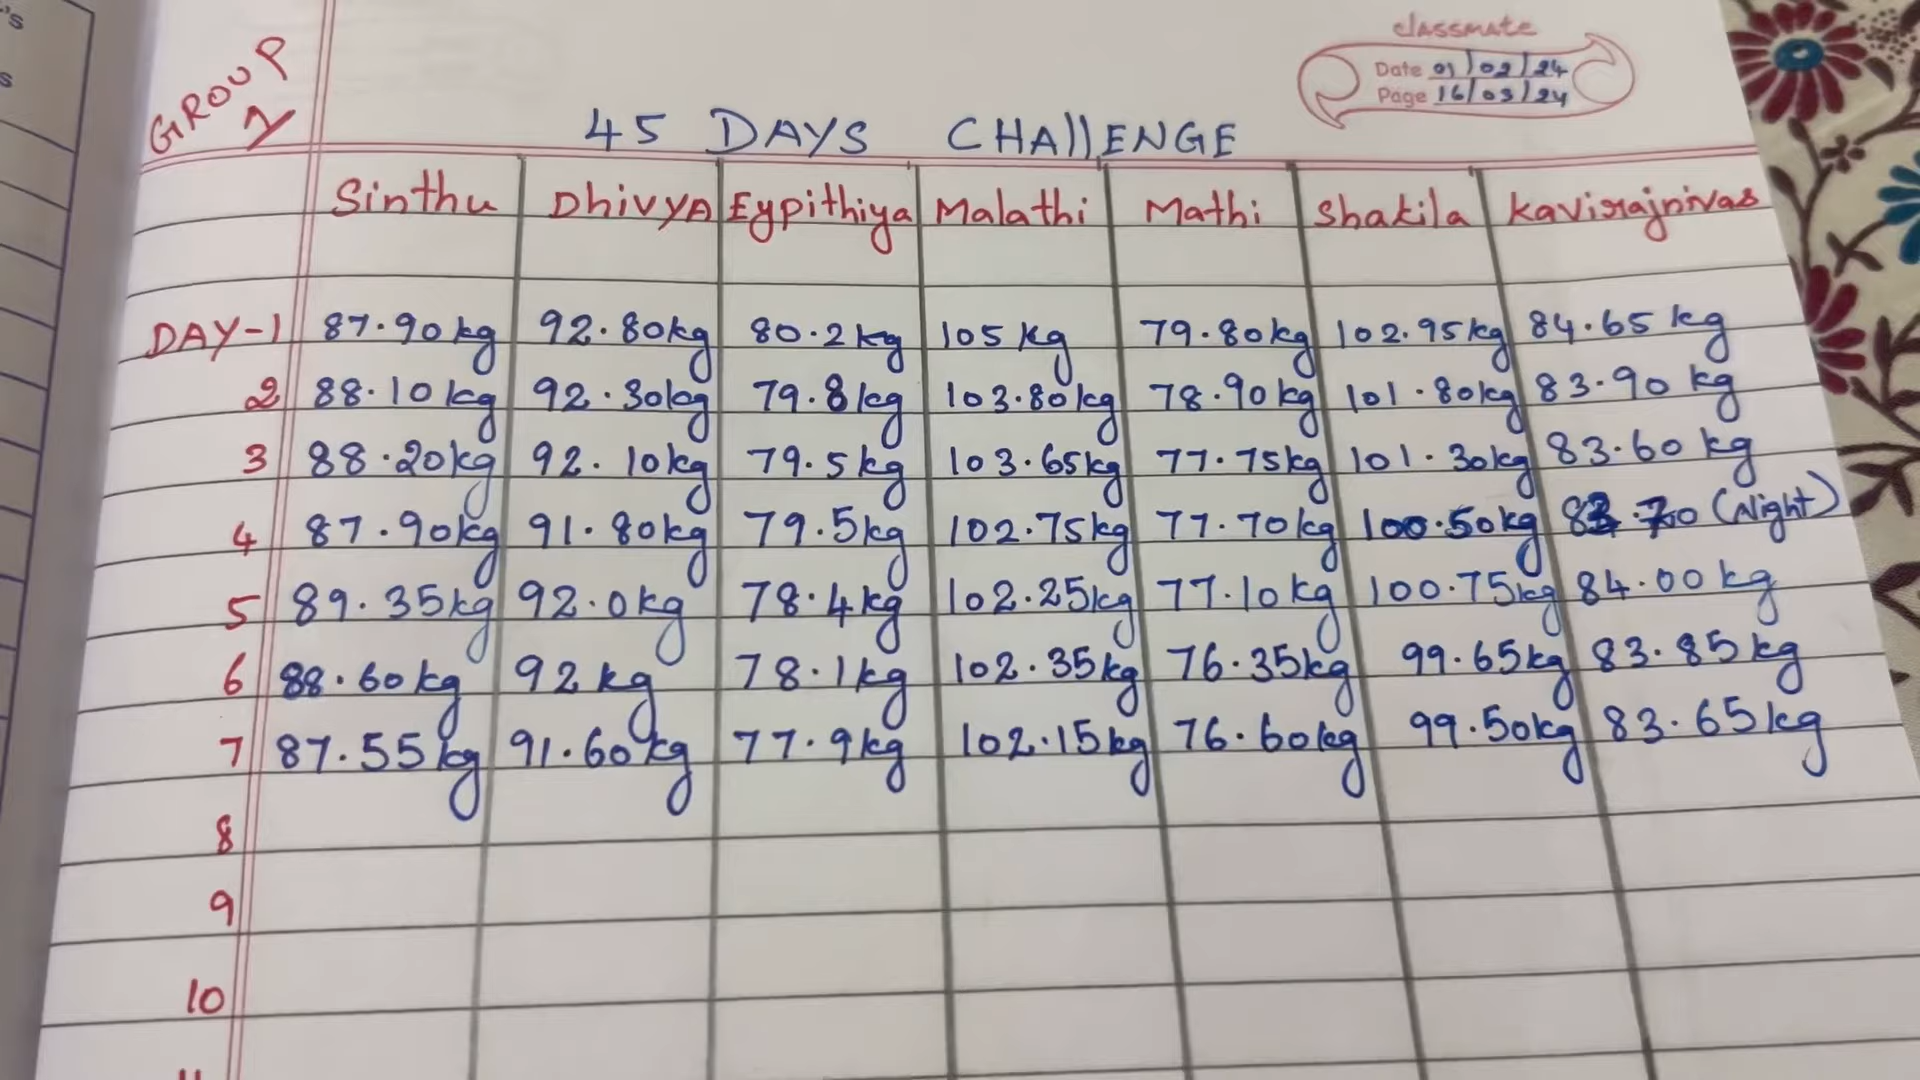 classmate
Date 01/02/24
Page 16/03/24
GROUP
45 DAYS CHAllENGE
Sinthu Dhivya Eypithiya Malathi Mathi Shakila Kavirajnivas
DAY-1 87.90kg 92.80kg 80.2kg 105kg 79.80kg 102.95kg 84.65kg
2 88.10kg 92.30kg 79.8kg 103.80kg 78.90kg 101.80kg 83.90kg
3 88.20kg 92.10kg 79.5kg 103.65kg 77.75kg 101.30kg 83.60kg
4 87.90kg 91.80kg 79.5kg 102.75kg 77.70kg 100.50kg (Night)
5 89.35kg 92.0kg 78.4kg 102.25kg 77.10kg 100.75kg 84.00kg
6 88.60kg 92kg 78.1kg 102.35kg 76.35kg 99.65kg 83.85kg
7 87.55kg 91.60kg 77.9kg 102.15kg 76.60kg 99.50kg 83.65kg
8
9
10